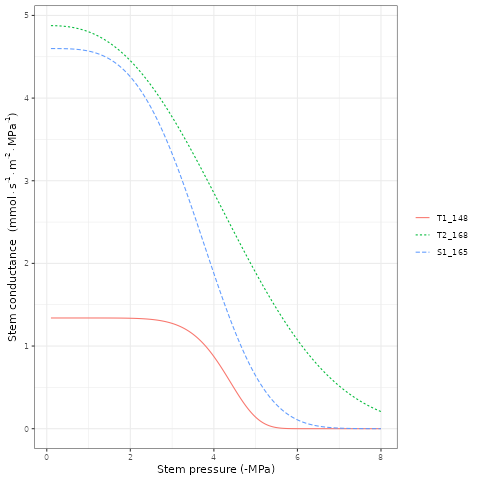 5
4
3
2
1
0
0
2
4
6
8
Stem conductance (mmol · s⁻¹ · m⁻² · MPa⁻¹)
Stem pressure (-MPa)
T1_148
T2_168
S1_165